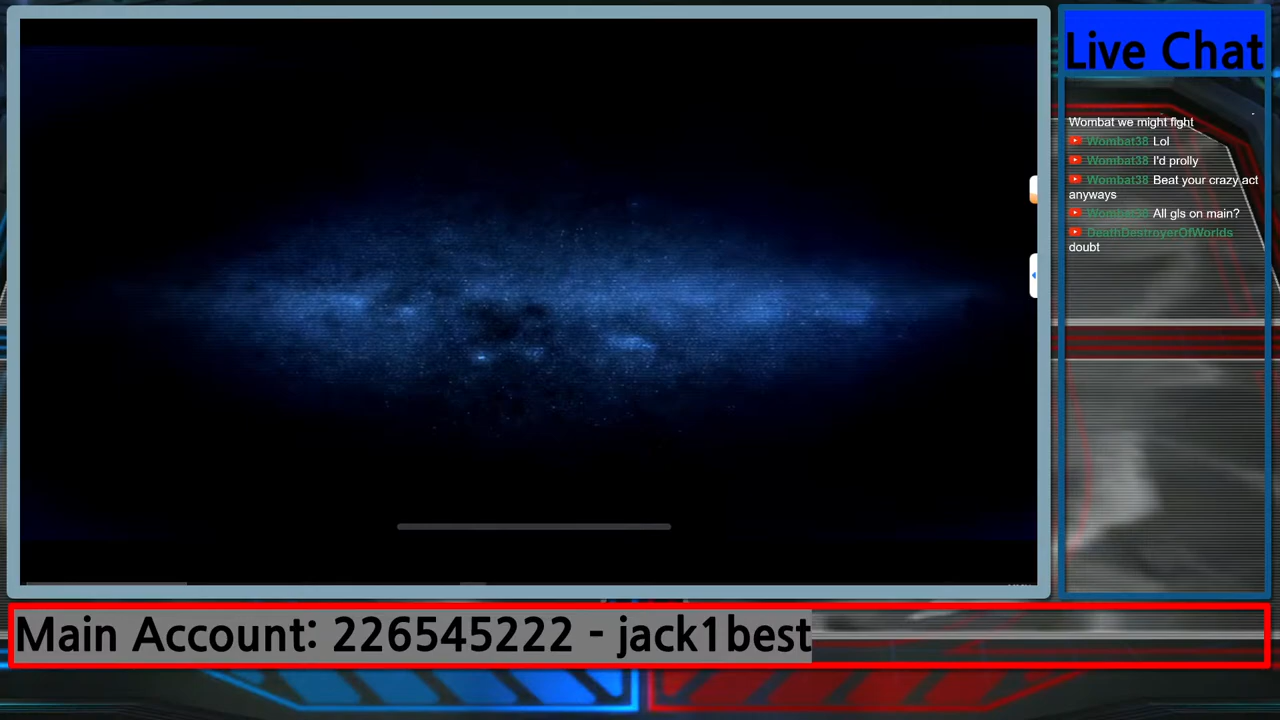 Live Chat
Wombat we might fight
Wombat38 Lol
Wombat38 I'd prolly
Wombat38 Beat your crazy act
anyways
Wombat38 All gls on main?
DeathDestroyerOfWorlds
doubt
Main Account: 226545222 - jack1best